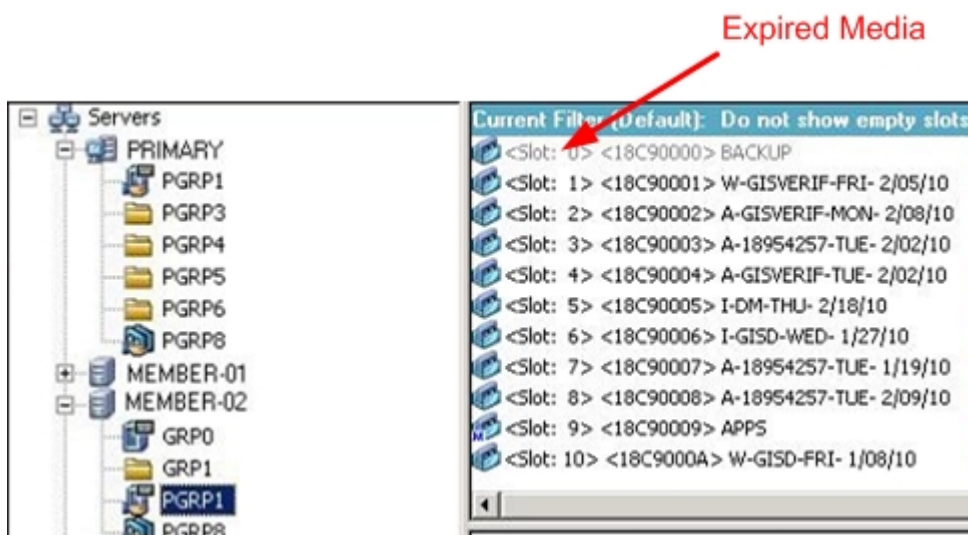 Expired Media
Servers
PRIMARY
PGRP1
PGRP3
PGRP4
PGRP5
PGRP6
PGRP8
MEMBER-01
MEMBER-02
GRP0
GRP1
PGRP1
PGRP8
Current Filter (Default): Do not show empty slots
<Slot: 0> <18C90000> BACKUP
<Slot: 1> <18C90001> W-GISVERIF-FRI- 2/05/10
<Slot: 2> <18C90002> A-GISVERIF-MON- 2/08/10
<Slot: 3> <18C90003> A-18954257-TUE- 2/02/10
<Slot: 4> <18C90004> A-GISVERIF-TUE- 2/02/10
<Slot: 5> <18C90005> I-DM-THU- 2/18/10
<Slot: 6> <18C90006> I-GISD-WED- 1/27/10
<Slot: 7> <18C90007> A-18954257-TUE- 1/19/10
<Slot: 8> <18C90008> A-18954257-TUE- 2/09/10
<Slot: 9> <18C90009> APPS
<Slot: 10> <18C9000A> W-GISD-FRI- 1/08/10